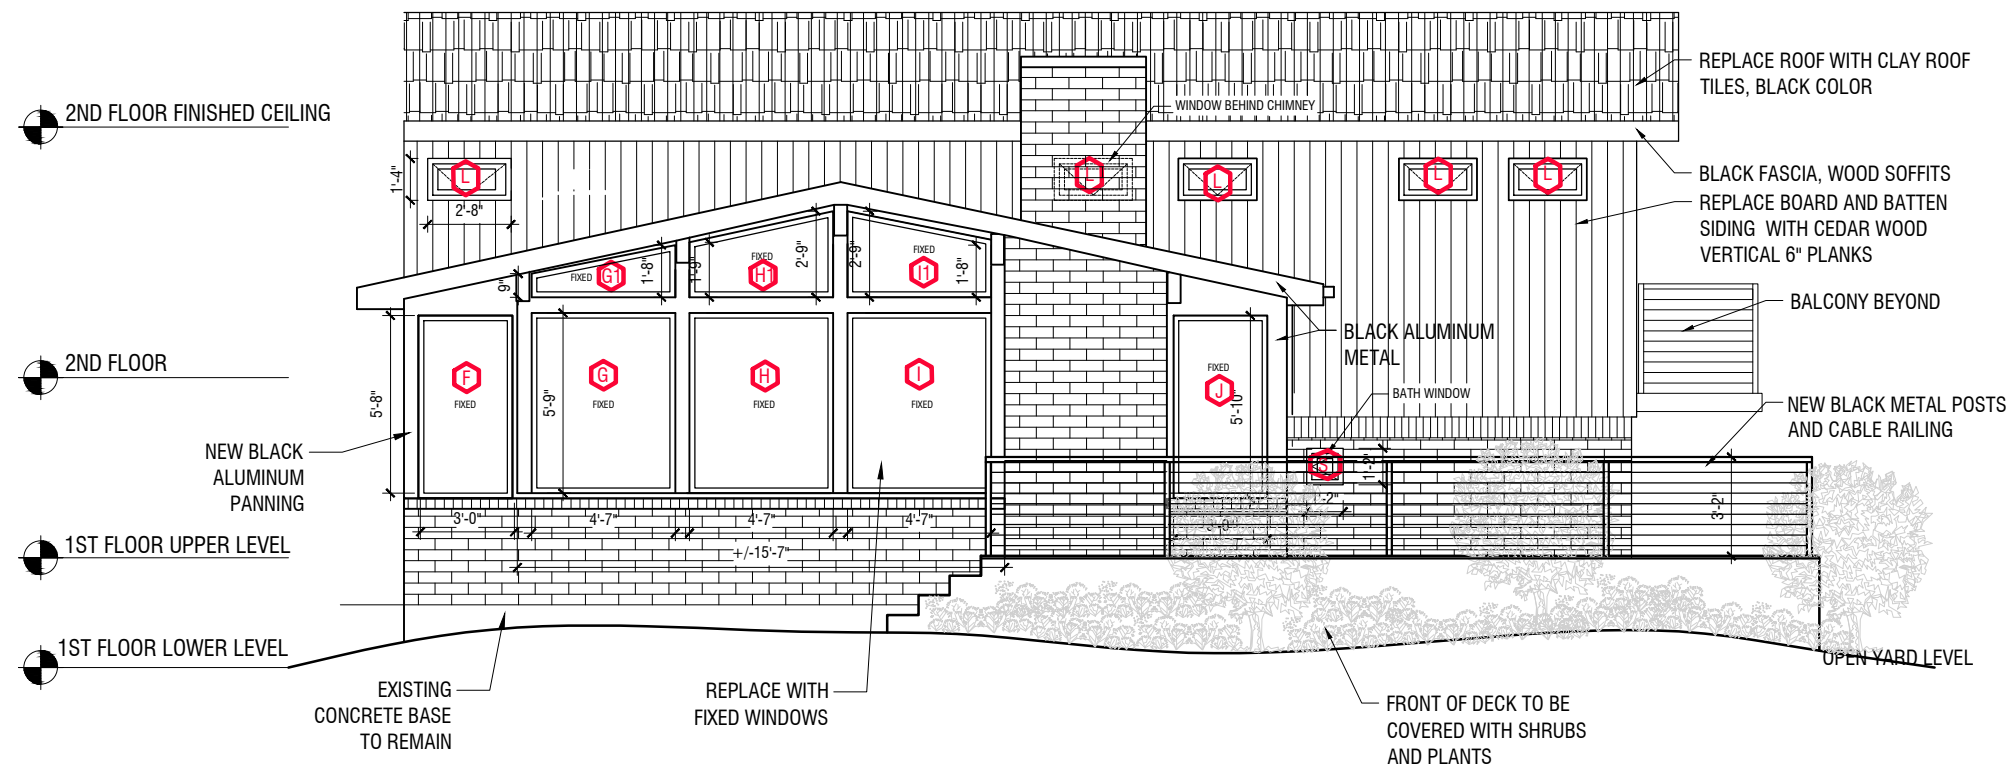 2ND FLOOR FINISHED CEILING
2ND FLOOR
1ST FLOOR UPPER LEVEL
1ST FLOOR LOWER LEVEL
REPLACE ROOF WITH CLAY ROOF
TILES, BLACK COLOR
WINDOW BEHIND CHIMNEY
BLACK FASCIA, WOOD SOFFITS
REPLACE BOARD AND BATTEN
SIDING WITH CEDAR WOOD
VERTICAL 6" PLANKS
BALCONY BEYOND
NEW BLACK METAL POSTS
AND CABLE RAILING
BLACK ALUMINUM
METAL
BATH WINDOW
L
L
L
L
L
1'-4"
2'-8"
FIXED
G1
1'-8"
1'-9"
FIXED
H1
2'-9"
2'-9"
FIXED
I1
1'-8"
9"
5'-8"
F
FIXED
G
FIXED
5'-9"
H
FIXED
I
FIXED
FIXED
J
5'-10"
S
1'-2"
3'-2"
3'-0"
4'-7"
4'-7"
4'-7"
3'-0"
+/-15'-7"
NEW BLACK
ALUMINUM
PANNING
EXISTING
CONCRETE BASE
TO REMAIN
REPLACE WITH
FIXED WINDOWS
FRONT OF DECK TO BE
COVERED WITH SHRUBS
AND PLANTS
OPEN YARD LEVEL